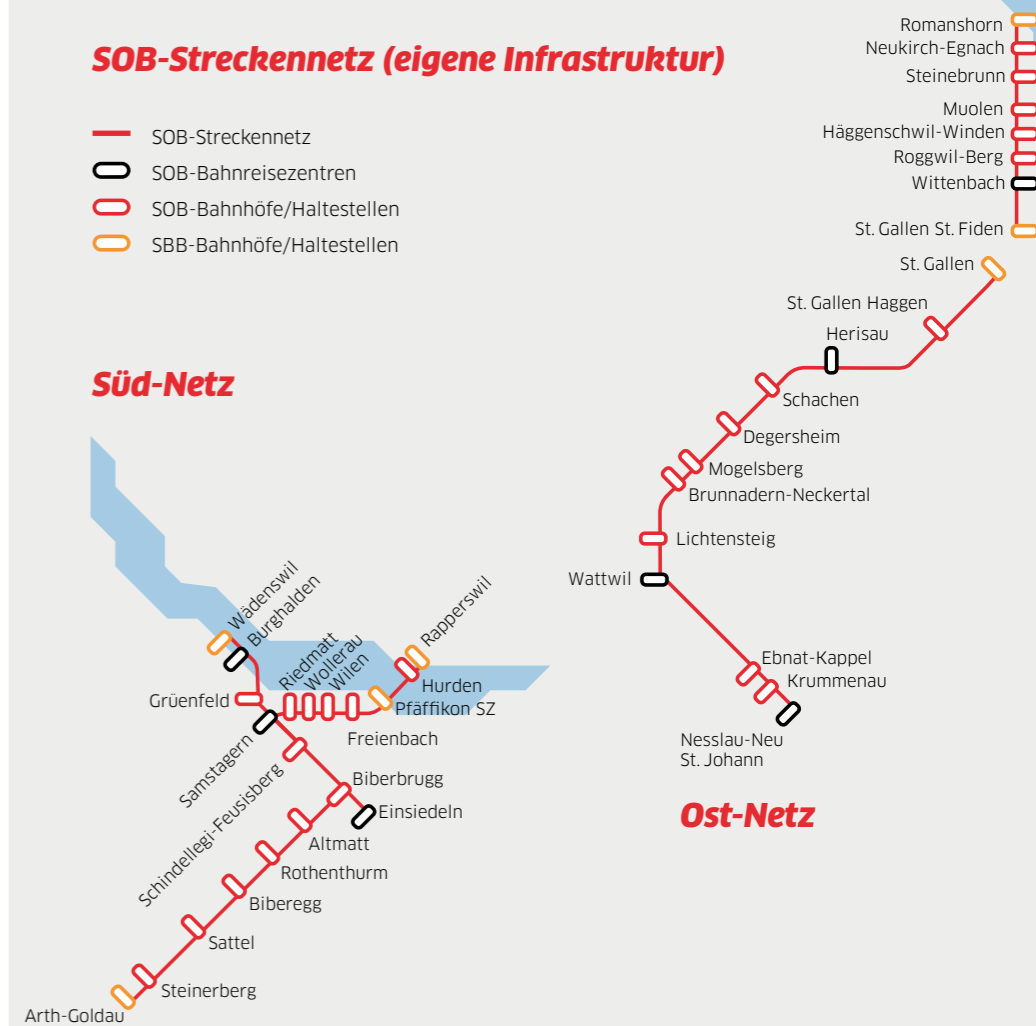 SOB-Streckennetz (eigene Infrastruktur)
SOB-Streckennetz
SOB-Bahnreisezentren
SOB-Bahnhöfe/Haltestellen
SBB-Bahnhöfe/Haltestellen
Romanshorn
Neukirch-Egnach
Steinebrunn
Muolen
Häggenschwil-Winden
Roggwil-Berg
Wittenbach
St. Gallen St. Fiden
St. Gallen
St. Gallen Haggen
Herisau
Schachen
Degersheim
Mogelsberg
Brunnadern-Neckertal
Lichtensteig
Wattwil
Ebnat-Kappel
Krummenau
Nesslau-Neu
St. Johann
Ost-Netz
Süd-Netz
Wädenswil
Burghalden
Grüenfeld
Samstagern
Riedmatt
Wollerau
Wilen
Freienbach
Pfäffikon SZ
Hurden
Rapperswil
Schindellegi-Feusisberg
Biberbrugg
Einsiedeln
Altmatt
Rothenthurm
Biberegg
Sattel
Steinerberg
Arth-Goldau